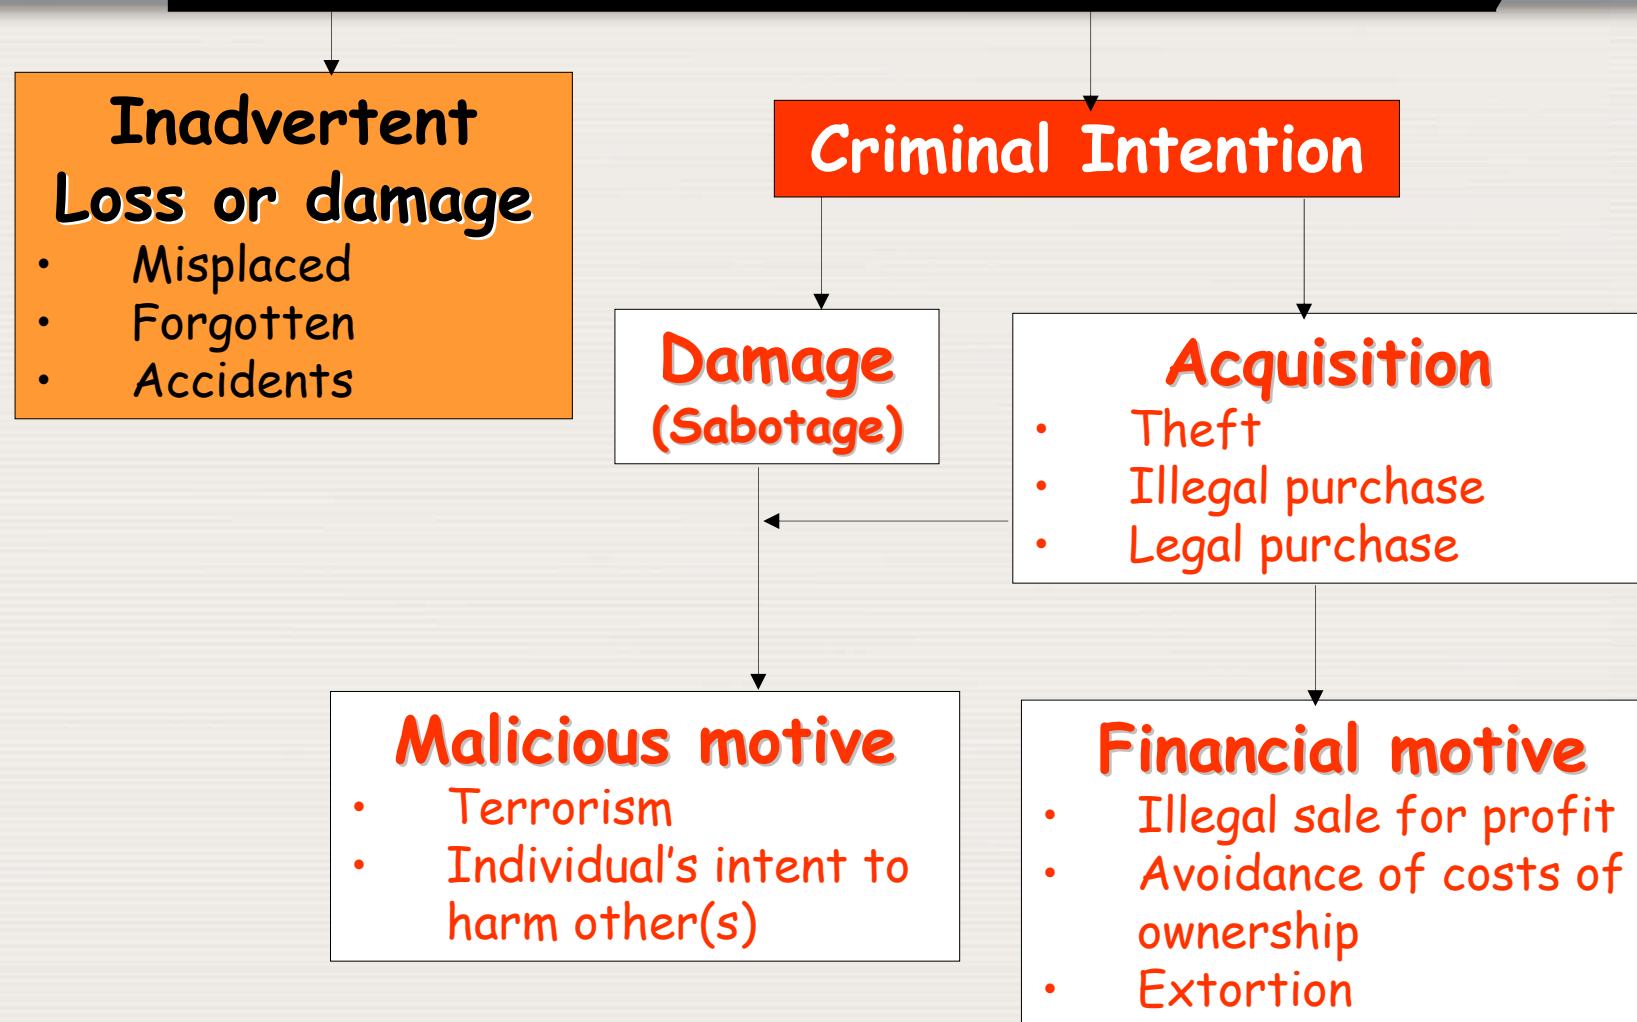 Inadvertent
Loss or damage
• Misplaced
• Forgotten
• Accidents
Criminal Intention
Damage
(Sabotage)
Acquisition
• Theft
• Illegal purchase
• Legal purchase
Malicious motive
• Terrorism
• Individual’s intent to
harm other(s)
Financial motive
• Illegal sale for profit
• Avoidance of costs of
ownership
• Extortion